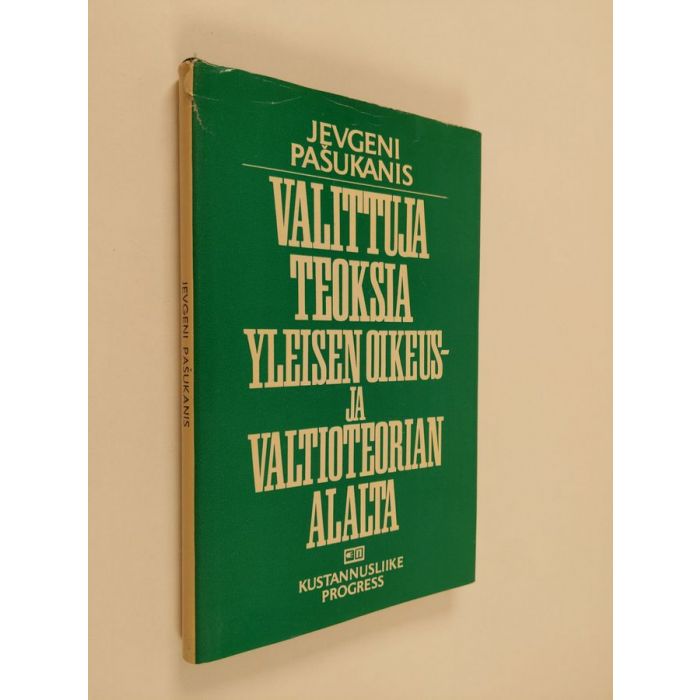 JEVGENI
PAŠUKANIS
VALITTUJA
TEOKSIA
YLEISEN OIKEUS-
JA
VALTIOTEORIAN
ALALTA
KUSTANNUSLIIKE
PROGRESS
JEVGENI PAŠUKANIS